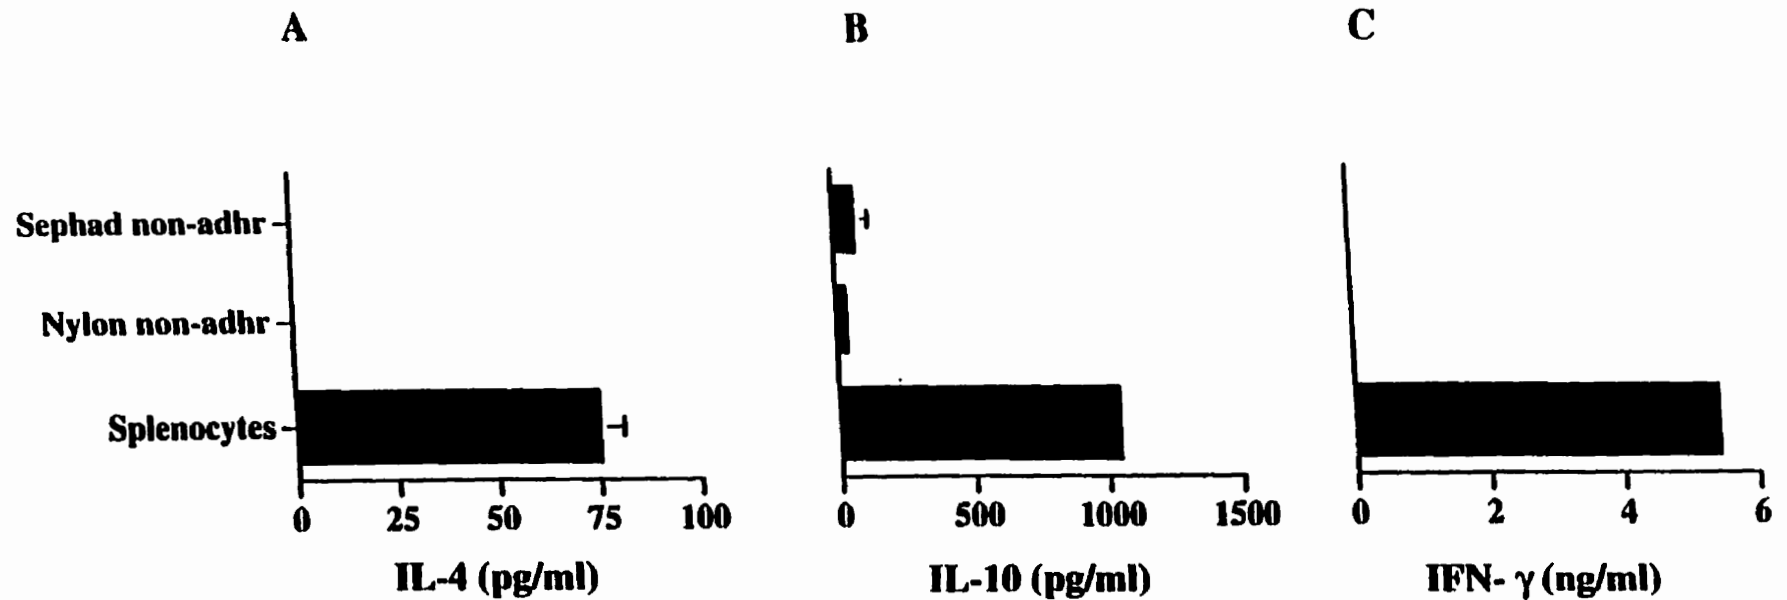 A
B
C
Sephad non-adhr
Nylon non-adhr
Splenocytes
0 25 50 75 100
IL-4 (pg/ml)
0 500 1000 1500
IL-10 (pg/ml)
0 2 4 6
IFN- γ (ng/ml)